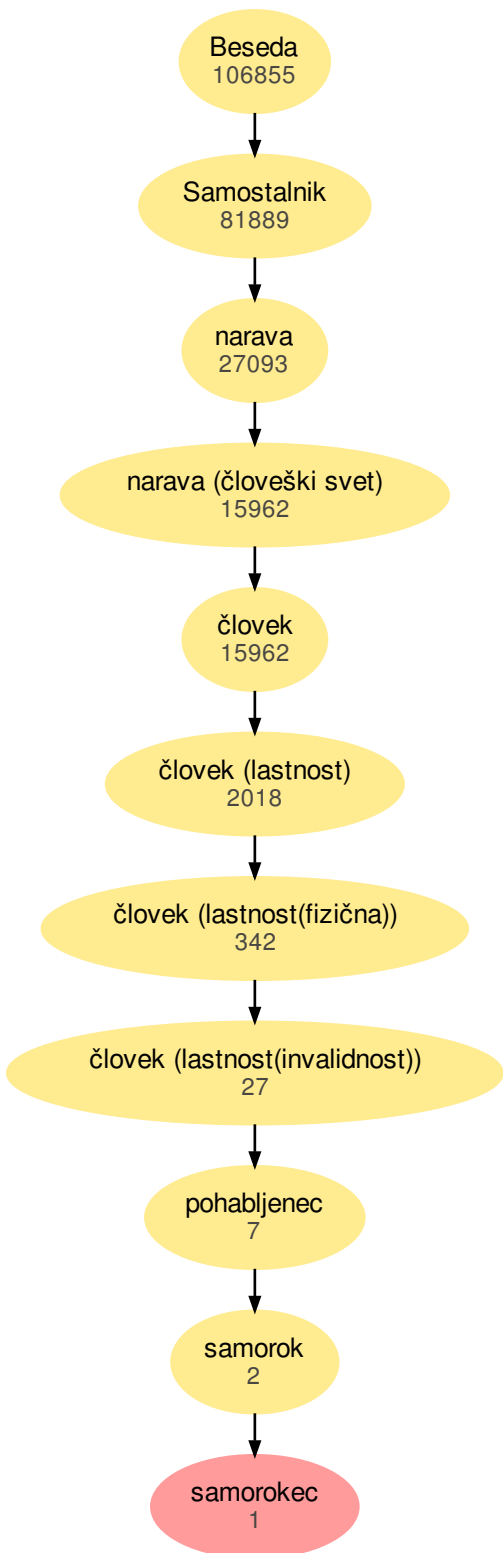 Beseda
106855
Samostalnik
81889
narava
27093
narava (človeški svet)
15962
človek
15962
človek (lastnost)
2018
človek (lastnost(fizična))
342
človek (lastnost(invalidnost))
27
pohabljenec
7
samorok
2
samorokec
1